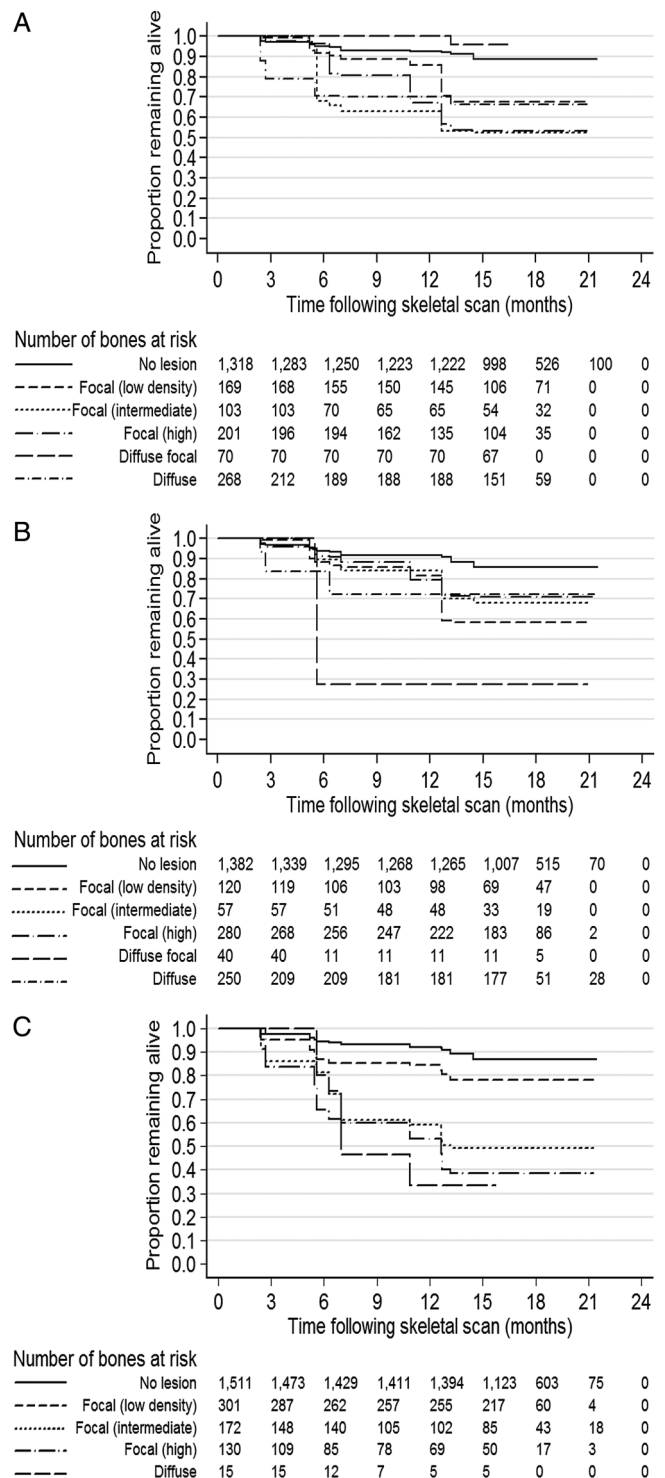 A
Proportion remaining alive
1.0
0.9
0.8
0.7
0.6
0.5
0.4
0.3
0.2
0.1
0.0
0 3 6 9 12 15 18 21 24
Time following skeletal scan (months)
Number of bones at risk
No lesion 1,318 1,283 1,250 1,223 1,222 998 526 100 0
Focal (low density) 169 168 155 150 145 106 71 0 0
Focal (intermediate) 103 103 70 65 65 54 32 0 0
Focal (high) 201 196 194 162 135 104 35 0 0
Diffuse focal 70 70 70 70 70 67 0 0 0
Diffuse 268 212 189 188 188 151 59 0 0
B
Proportion remaining alive
1.0
0.9
0.8
0.7
0.6
0.5
0.4
0.3
0.2
0.1
0.0
0 3 6 9 12 15 18 21 24
Time following skeletal scan (months)
Number of bones at risk
No lesion 1,382 1,339 1,295 1,268 1,265 1,007 515 70 0
Focal (low density) 120 119 106 103 98 69 47 0 0
Focal (intermediate) 57 57 51 48 48 33 19 0 0
Focal (high) 280 268 256 247 222 183 86 2 0
Diffuse focal 40 40 11 11 11 11 5 0 0
Diffuse 250 209 209 181 181 177 51 28 0
C
Proportion remaining alive
1.0
0.9
0.8
0.7
0.6
0.5
0.4
0.3
0.2
0.1
0.0
0 3 6 9 12 15 18 21 24
Time following skeletal scan (months)
Number of bones at risk
No lesion 1,511 1,473 1,429 1,411 1,394 1,123 603 75 0
Focal (low density) 301 287 262 257 255 217 60 4 0
Focal (intermediate) 172 148 140 105 102 85 43 18 0
Focal (high) 130 109 85 78 69 50 17 3 0
Diffuse 15 15 12 7 5 5 0 0 0